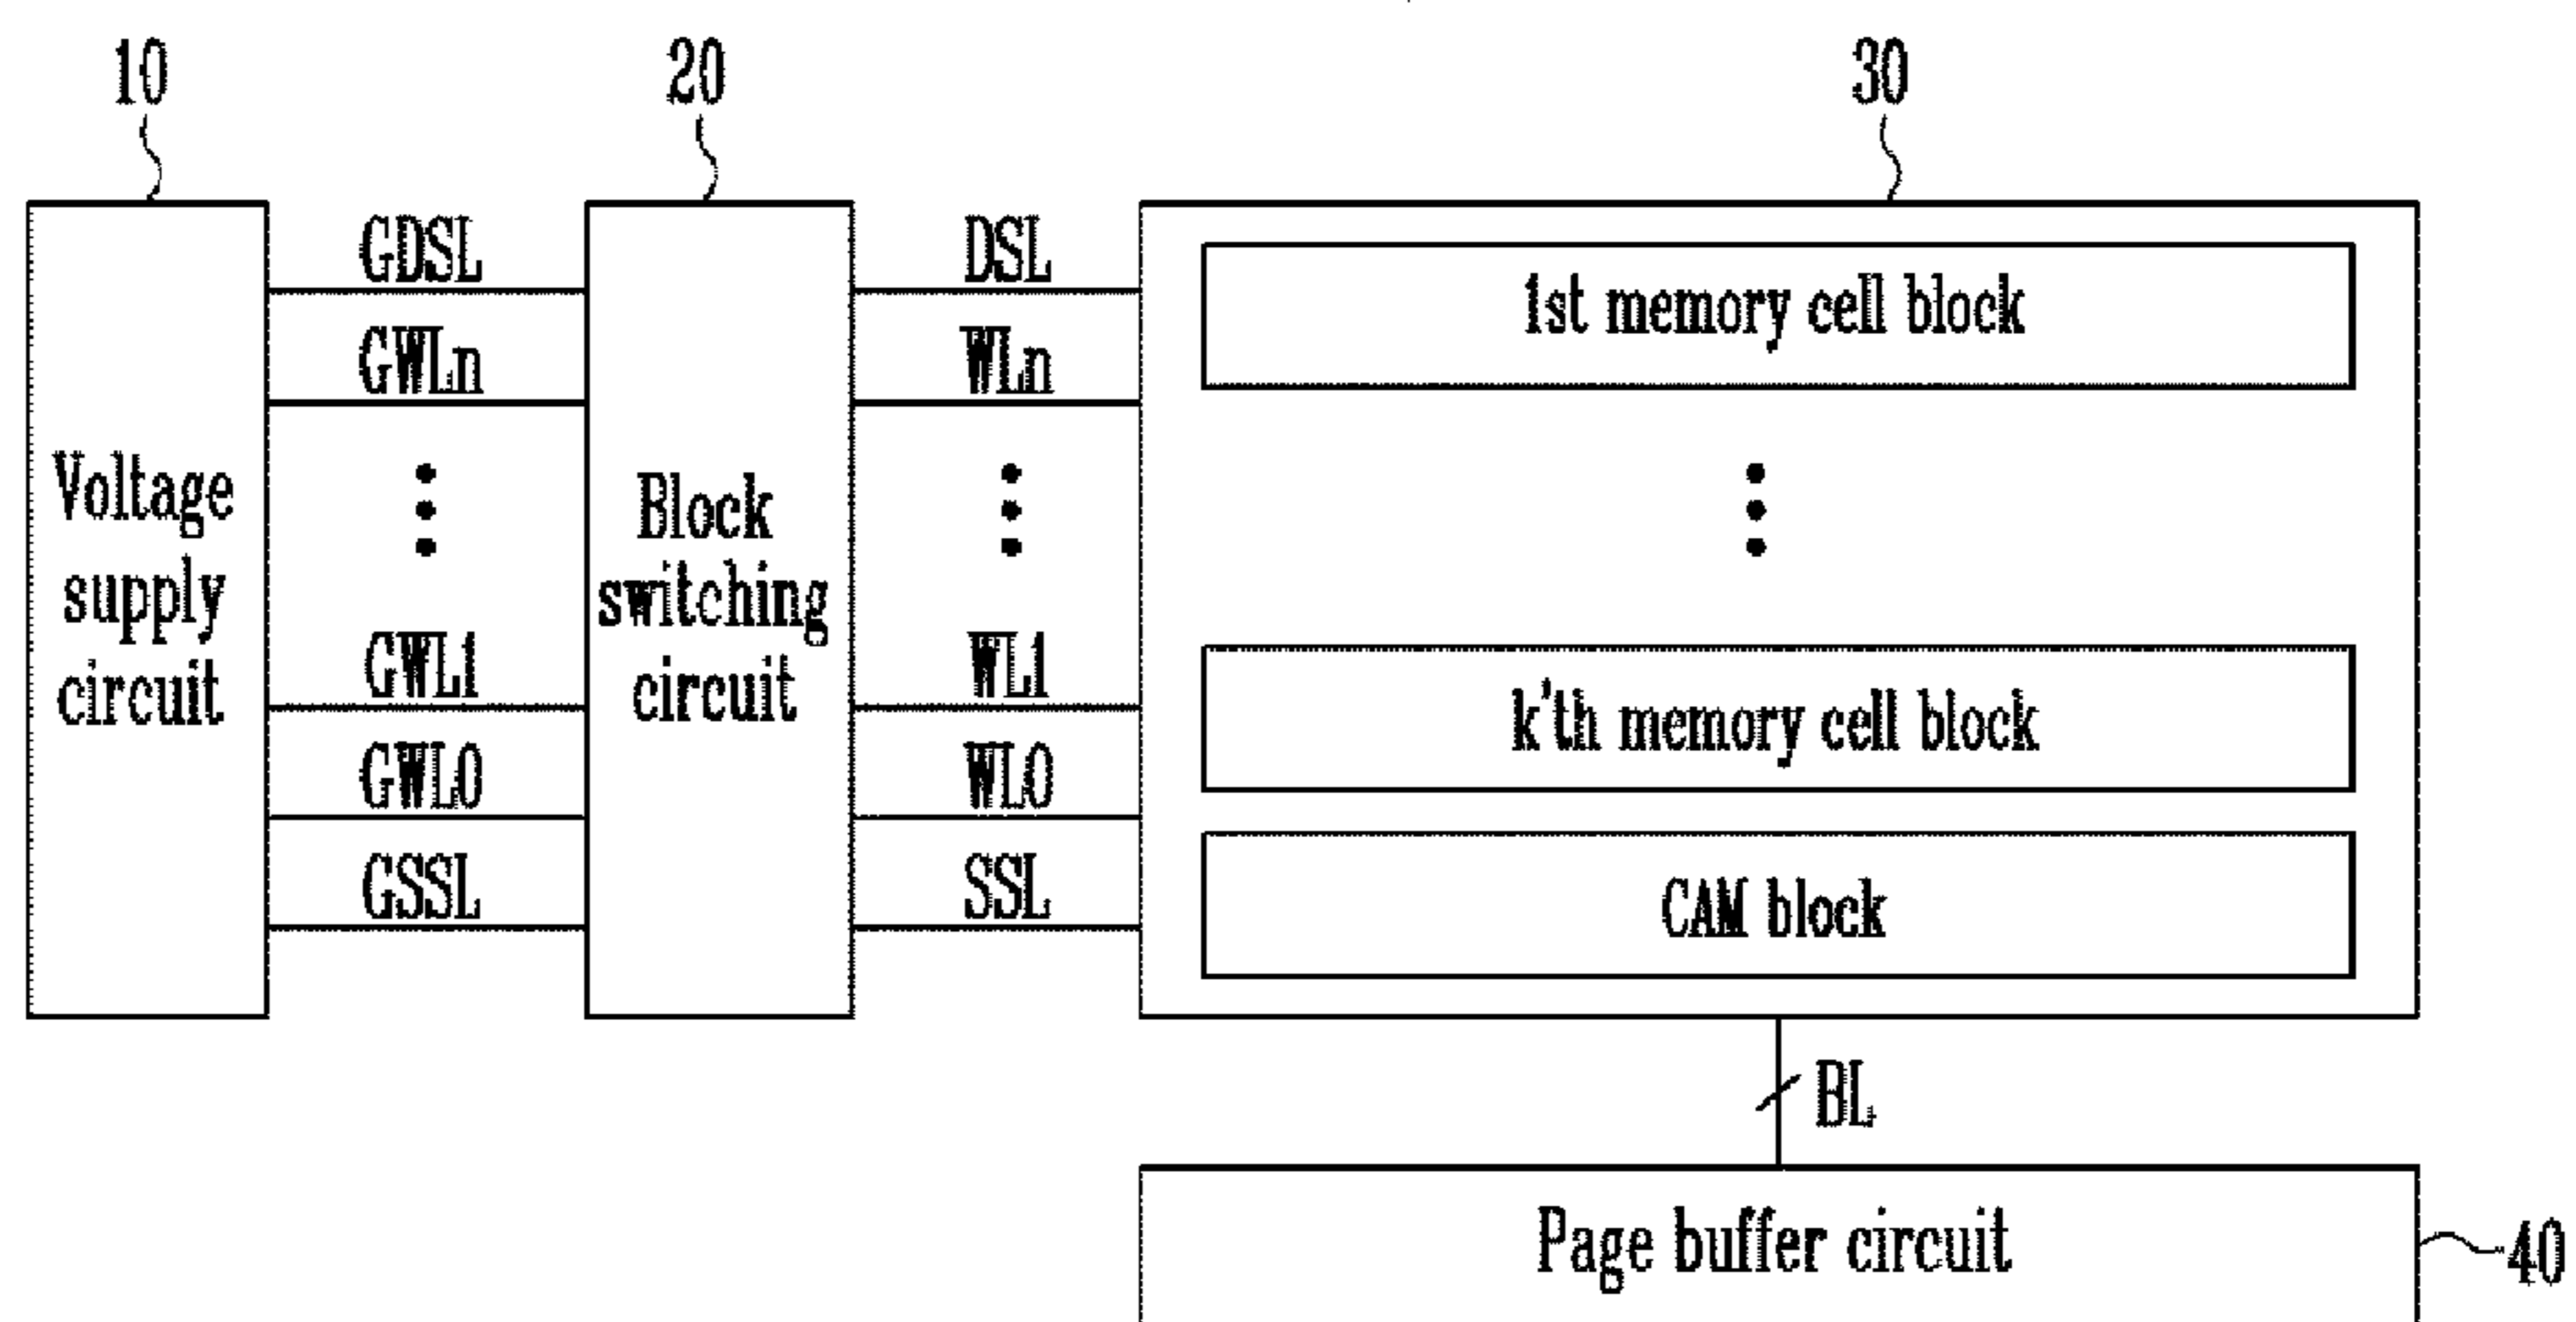 10
20
30
GDSL
DSL
1st memory cell block
GWLn
WLn
Voltage
supply
circuit
Block
switching
circuit
GWL1
WL1
k'th memory cell block
GWL0
WL0
GSSL
SSL
CAM block
BL
Page buffer circuit
40